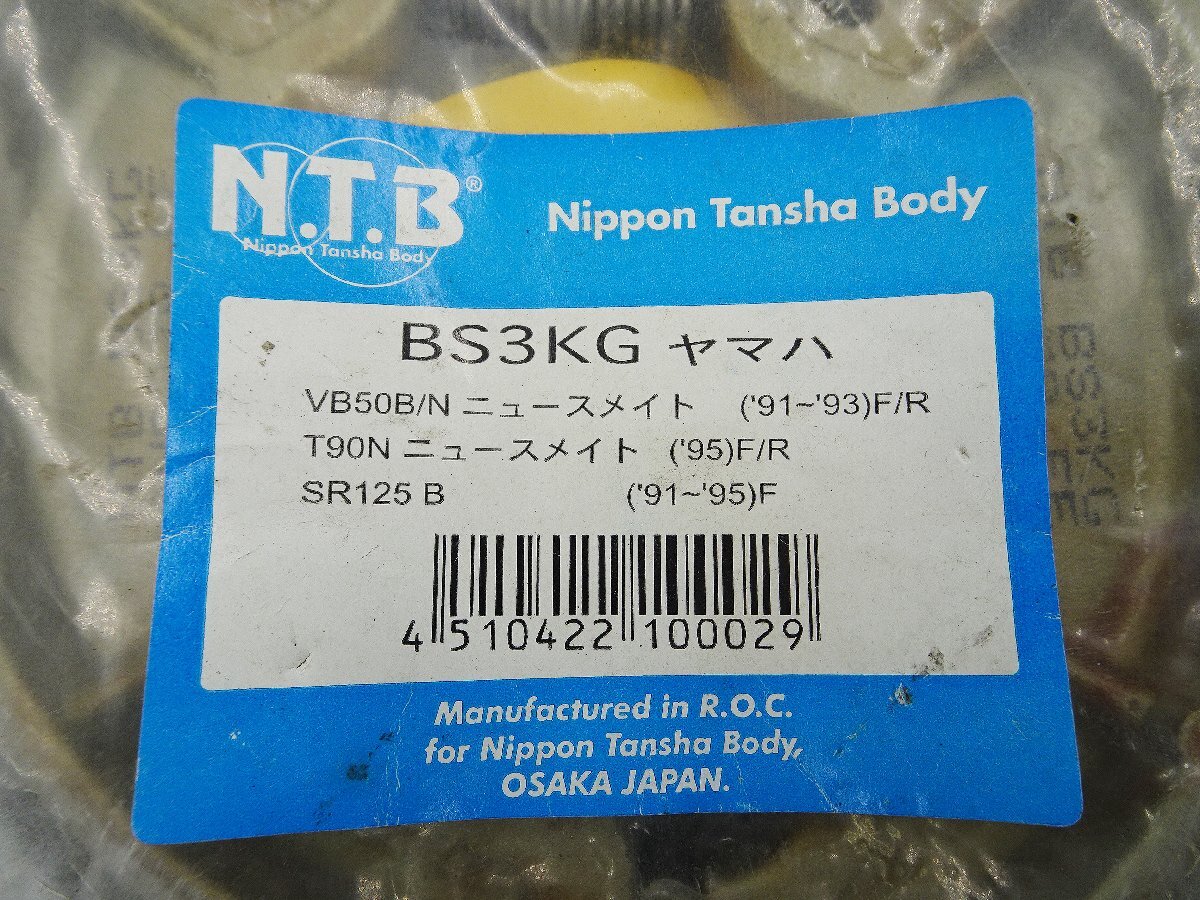 N.T.B®
Nippon Tansha Body
Nippon Tansha Body
BS3KG ヤマハ
VB50B/N ニュースメイト ('91~'93)F/R
T90N ニュースメイト ('95)F/R
SR125 B ('91~'95)F
4 510422 100029
Manufactured in R.O.C.
for Nippon Tansha Body,
OSAKA JAPAN.